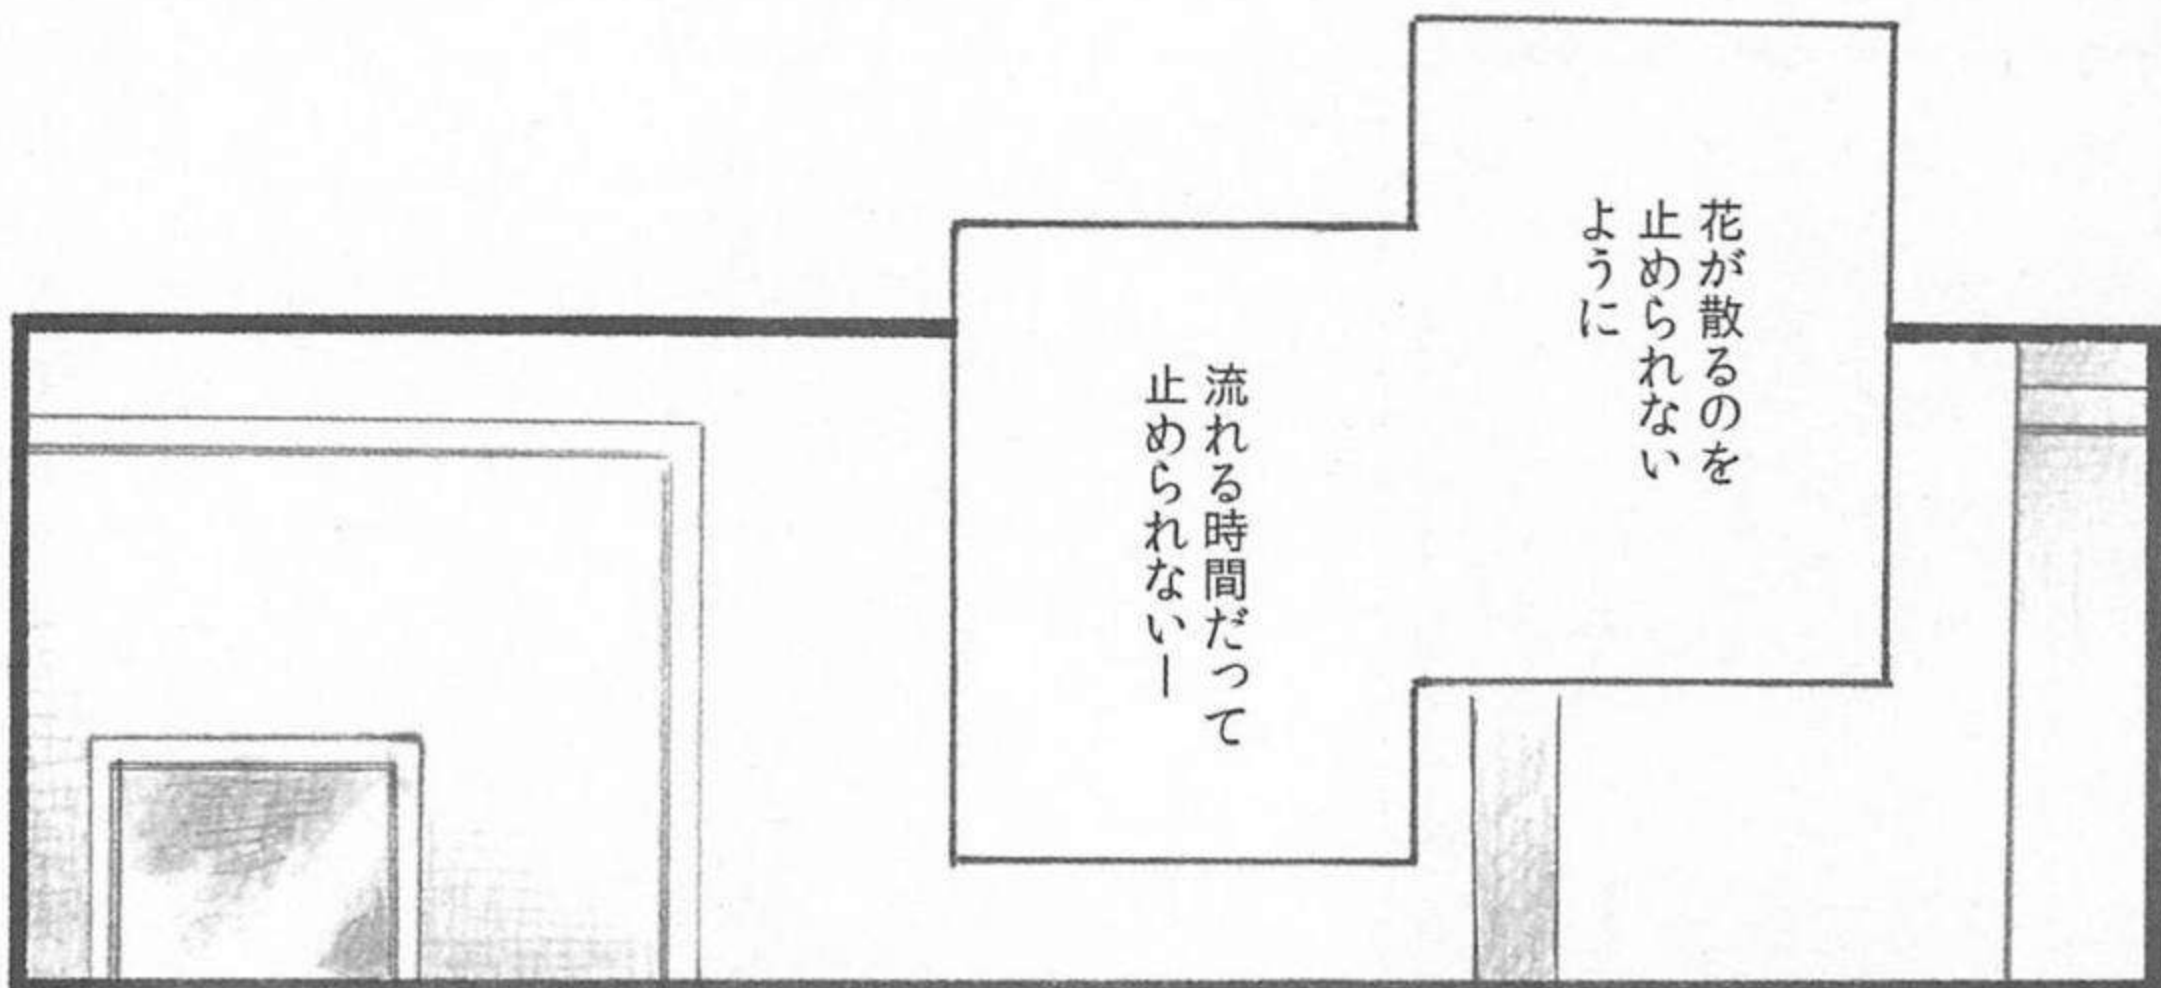 花が散るのを
止められない
ように
流れる時間だって
止められないー